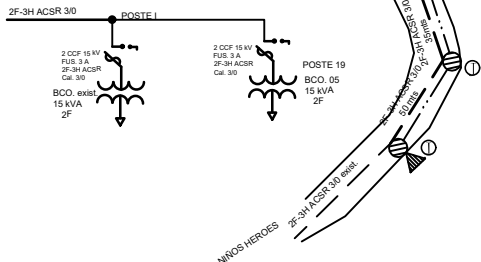 2F-3H ACSR 3/0
POSTE I
2 CCF 15 kV
FUS. 3 A
2F-3H ACSR
Cal. 3/0
BCO. exist.
15 kVA
2F
2 CCF 15 kV
FUS. 3 A
2F-3H ACSR
Cal. 3/0
POSTE 19
BCO. 05
15 kVA
2F
2F-3H ACSR 3/0
35mts
2F-3H ACSR 3/0
50 mts
2F-3H ACSR 3/0 exist.
NIÑOS HEROES